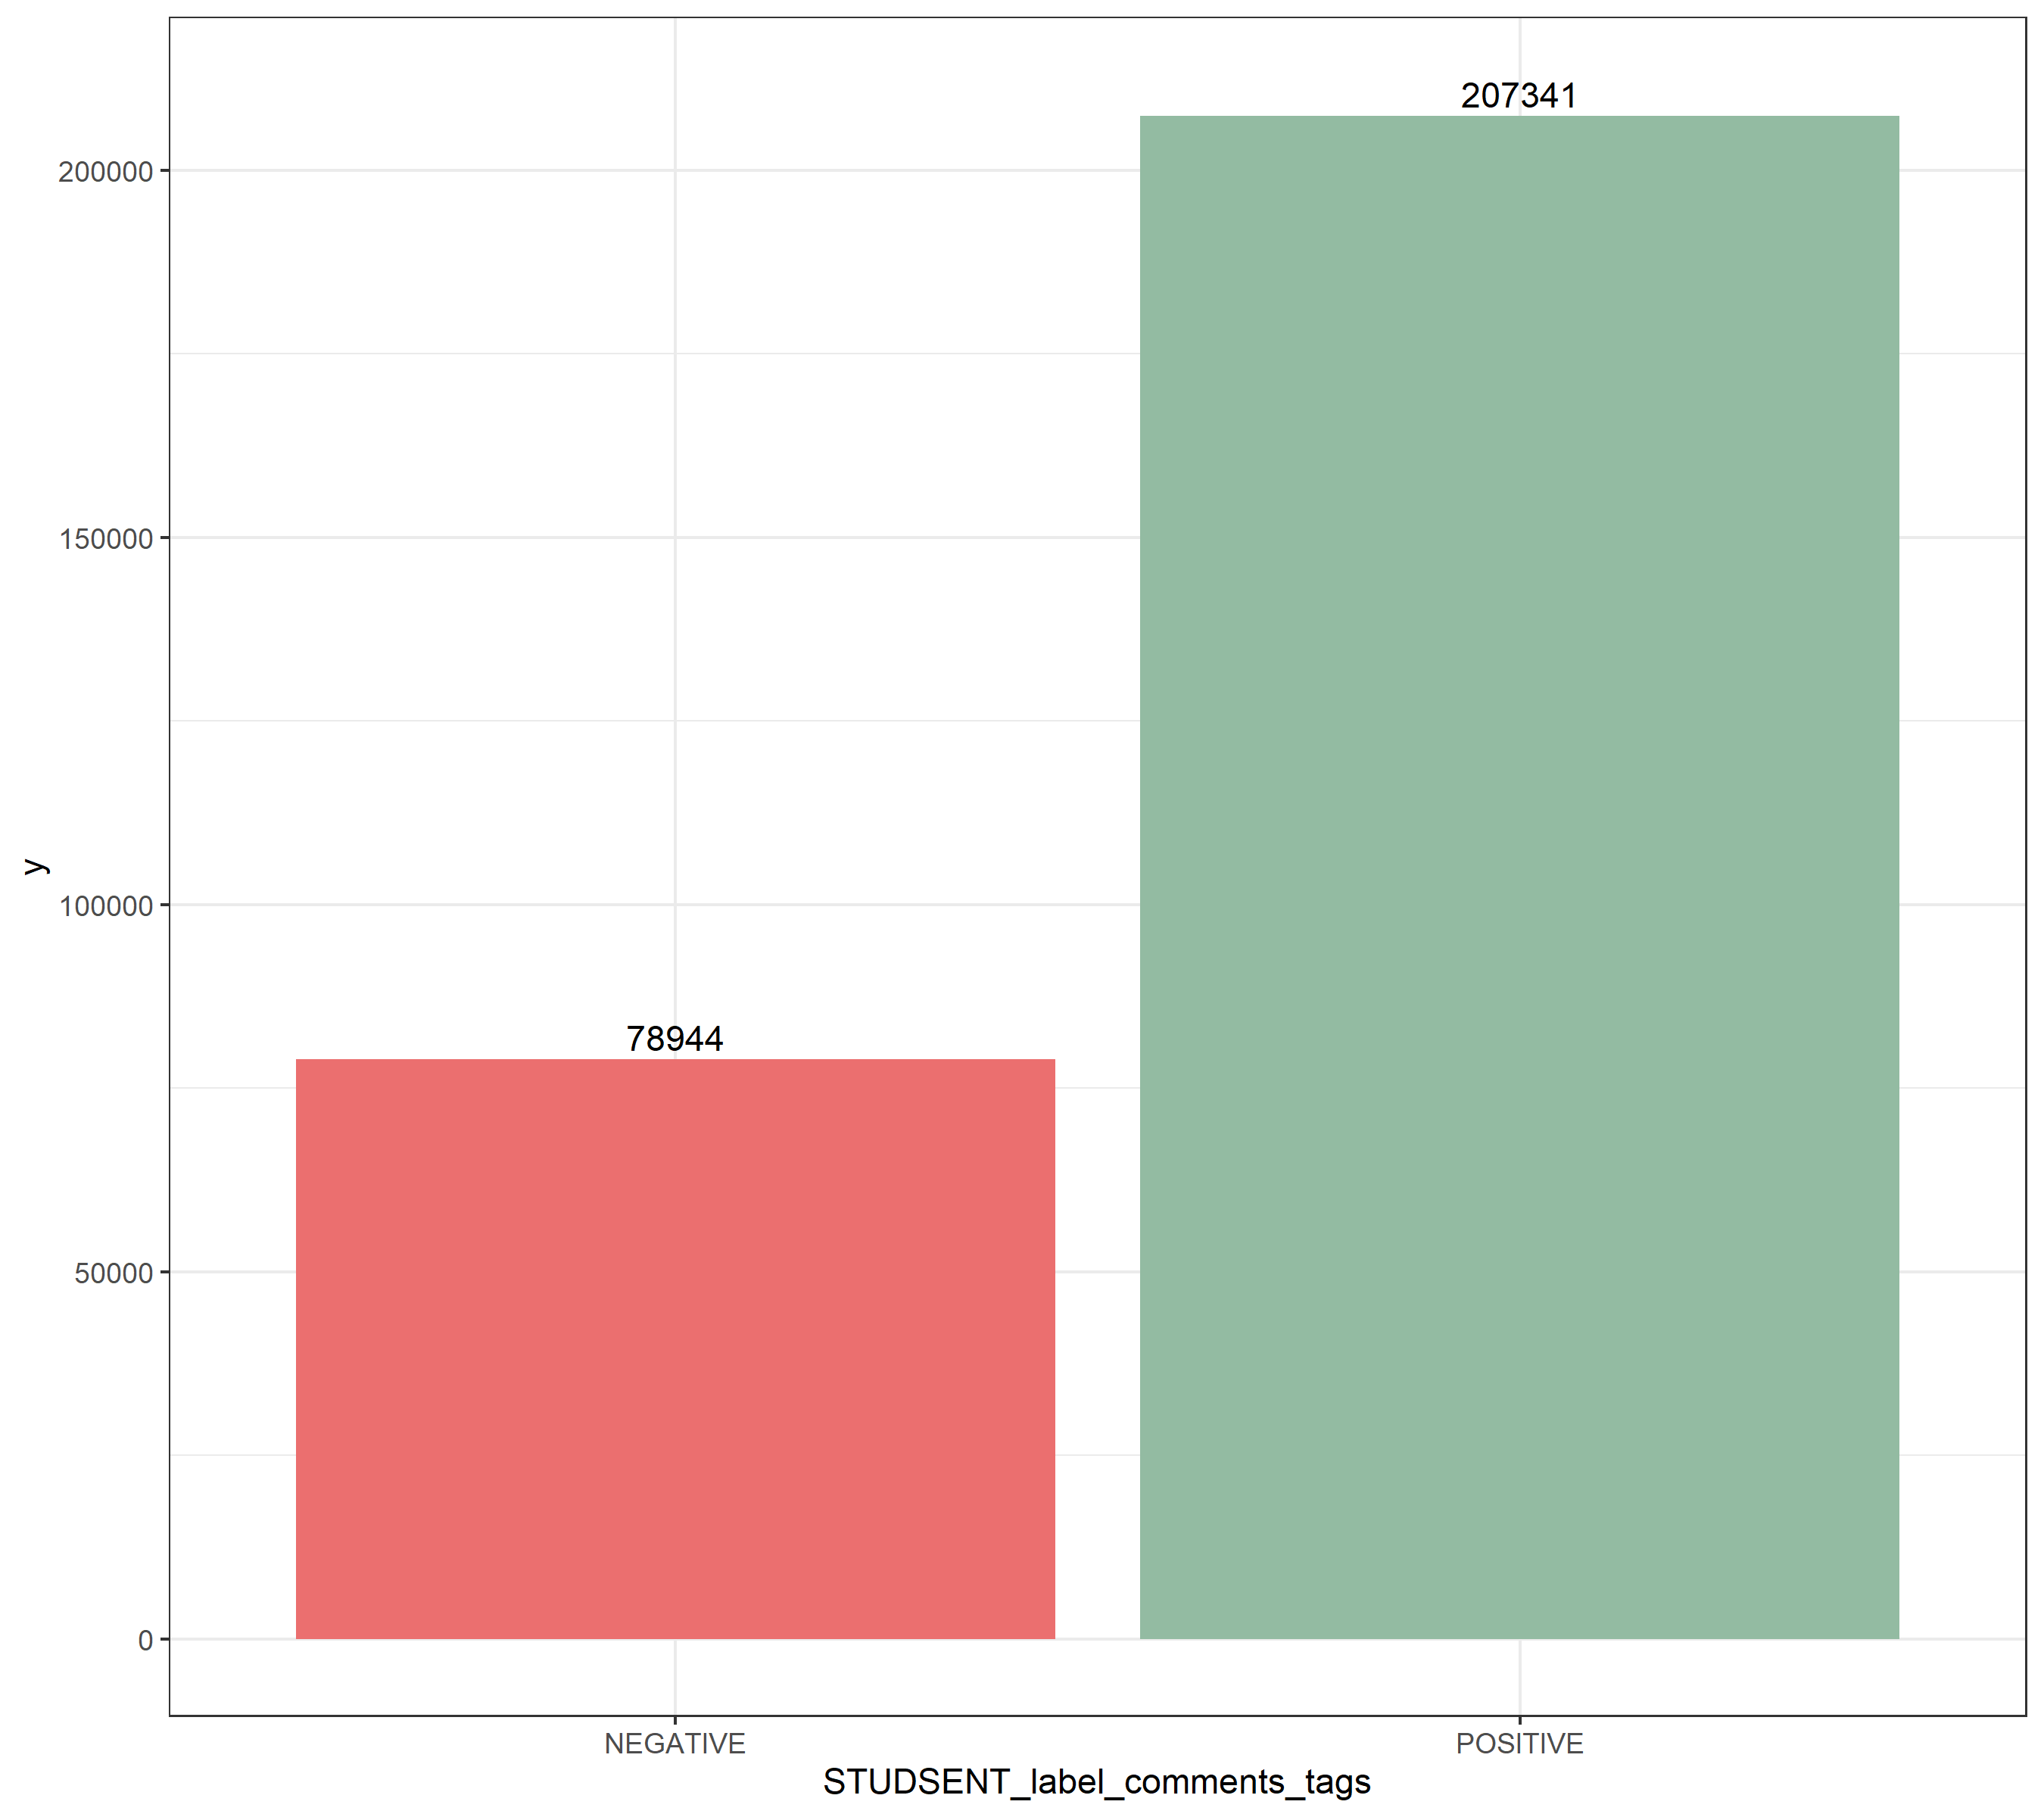 207341
200000
150000
y
100000
78944
50000
0
NEGATIVE POSITIVE
STUDSENT_label_comments_tags